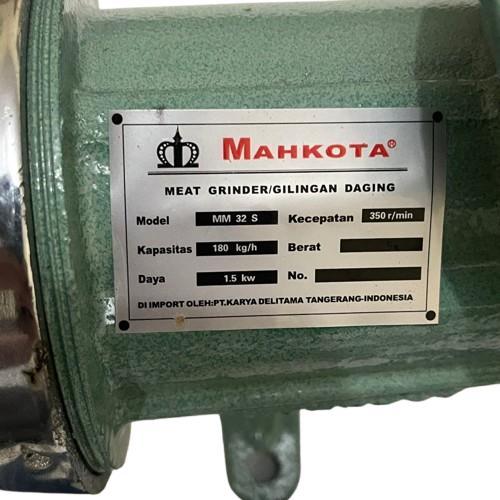 MAHKOTA®
MEAT GRINDER/GILINGAN DAGING
Model MM 32 S Kecepatan 350 r/min
Kapasitas 180 kg/h Berat
Daya 1.5 kw No.
DI IMPORT OLEH:PT.KARYA DELITAMA TANGERANG-INDONESIA